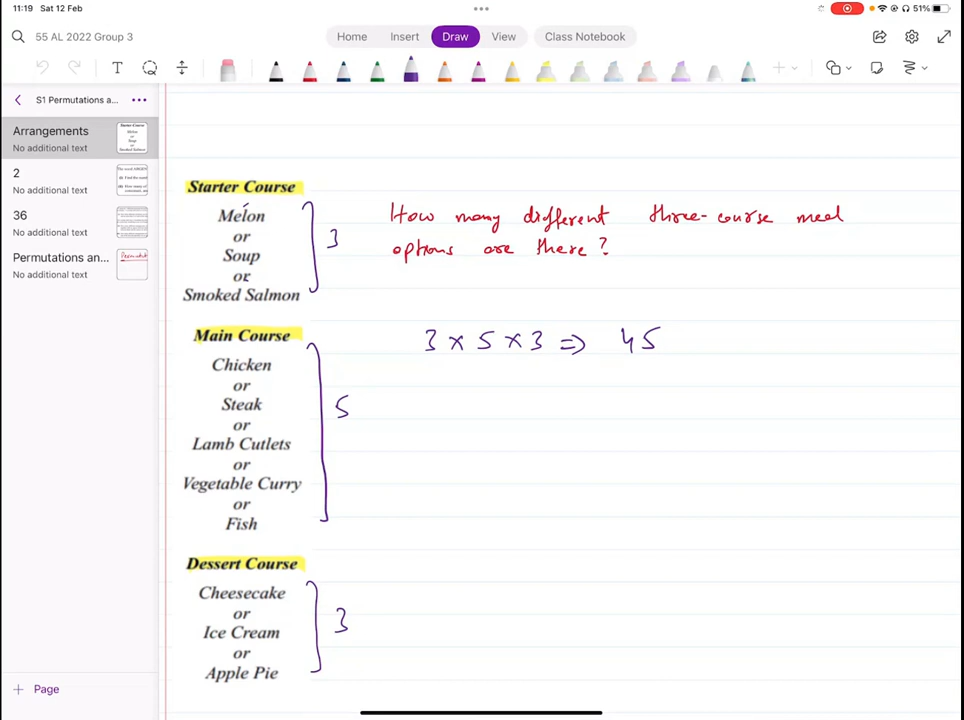 11:19 Sat 12 Feb
51%
55 AL 2022 Group 3
Home Insert Draw View Class Notebook
S1 Permutations a...
Arrangements
No additional text
2
No additional text
36
No additional text
Permutations an...
No additional text
Page
Starter Course
Melon
or
Soup
or
Smoked Salmon
3
How many different three-course meal
options are there?
Main Course
3 × 5 × 3 ⇒ 45
Chicken
or
Steak
or
Lamb Cutlets
or
Vegetable Curry
or
Fish
5
Dessert Course
Cheesecake
or
Ice Cream
or
Apple Pie
3